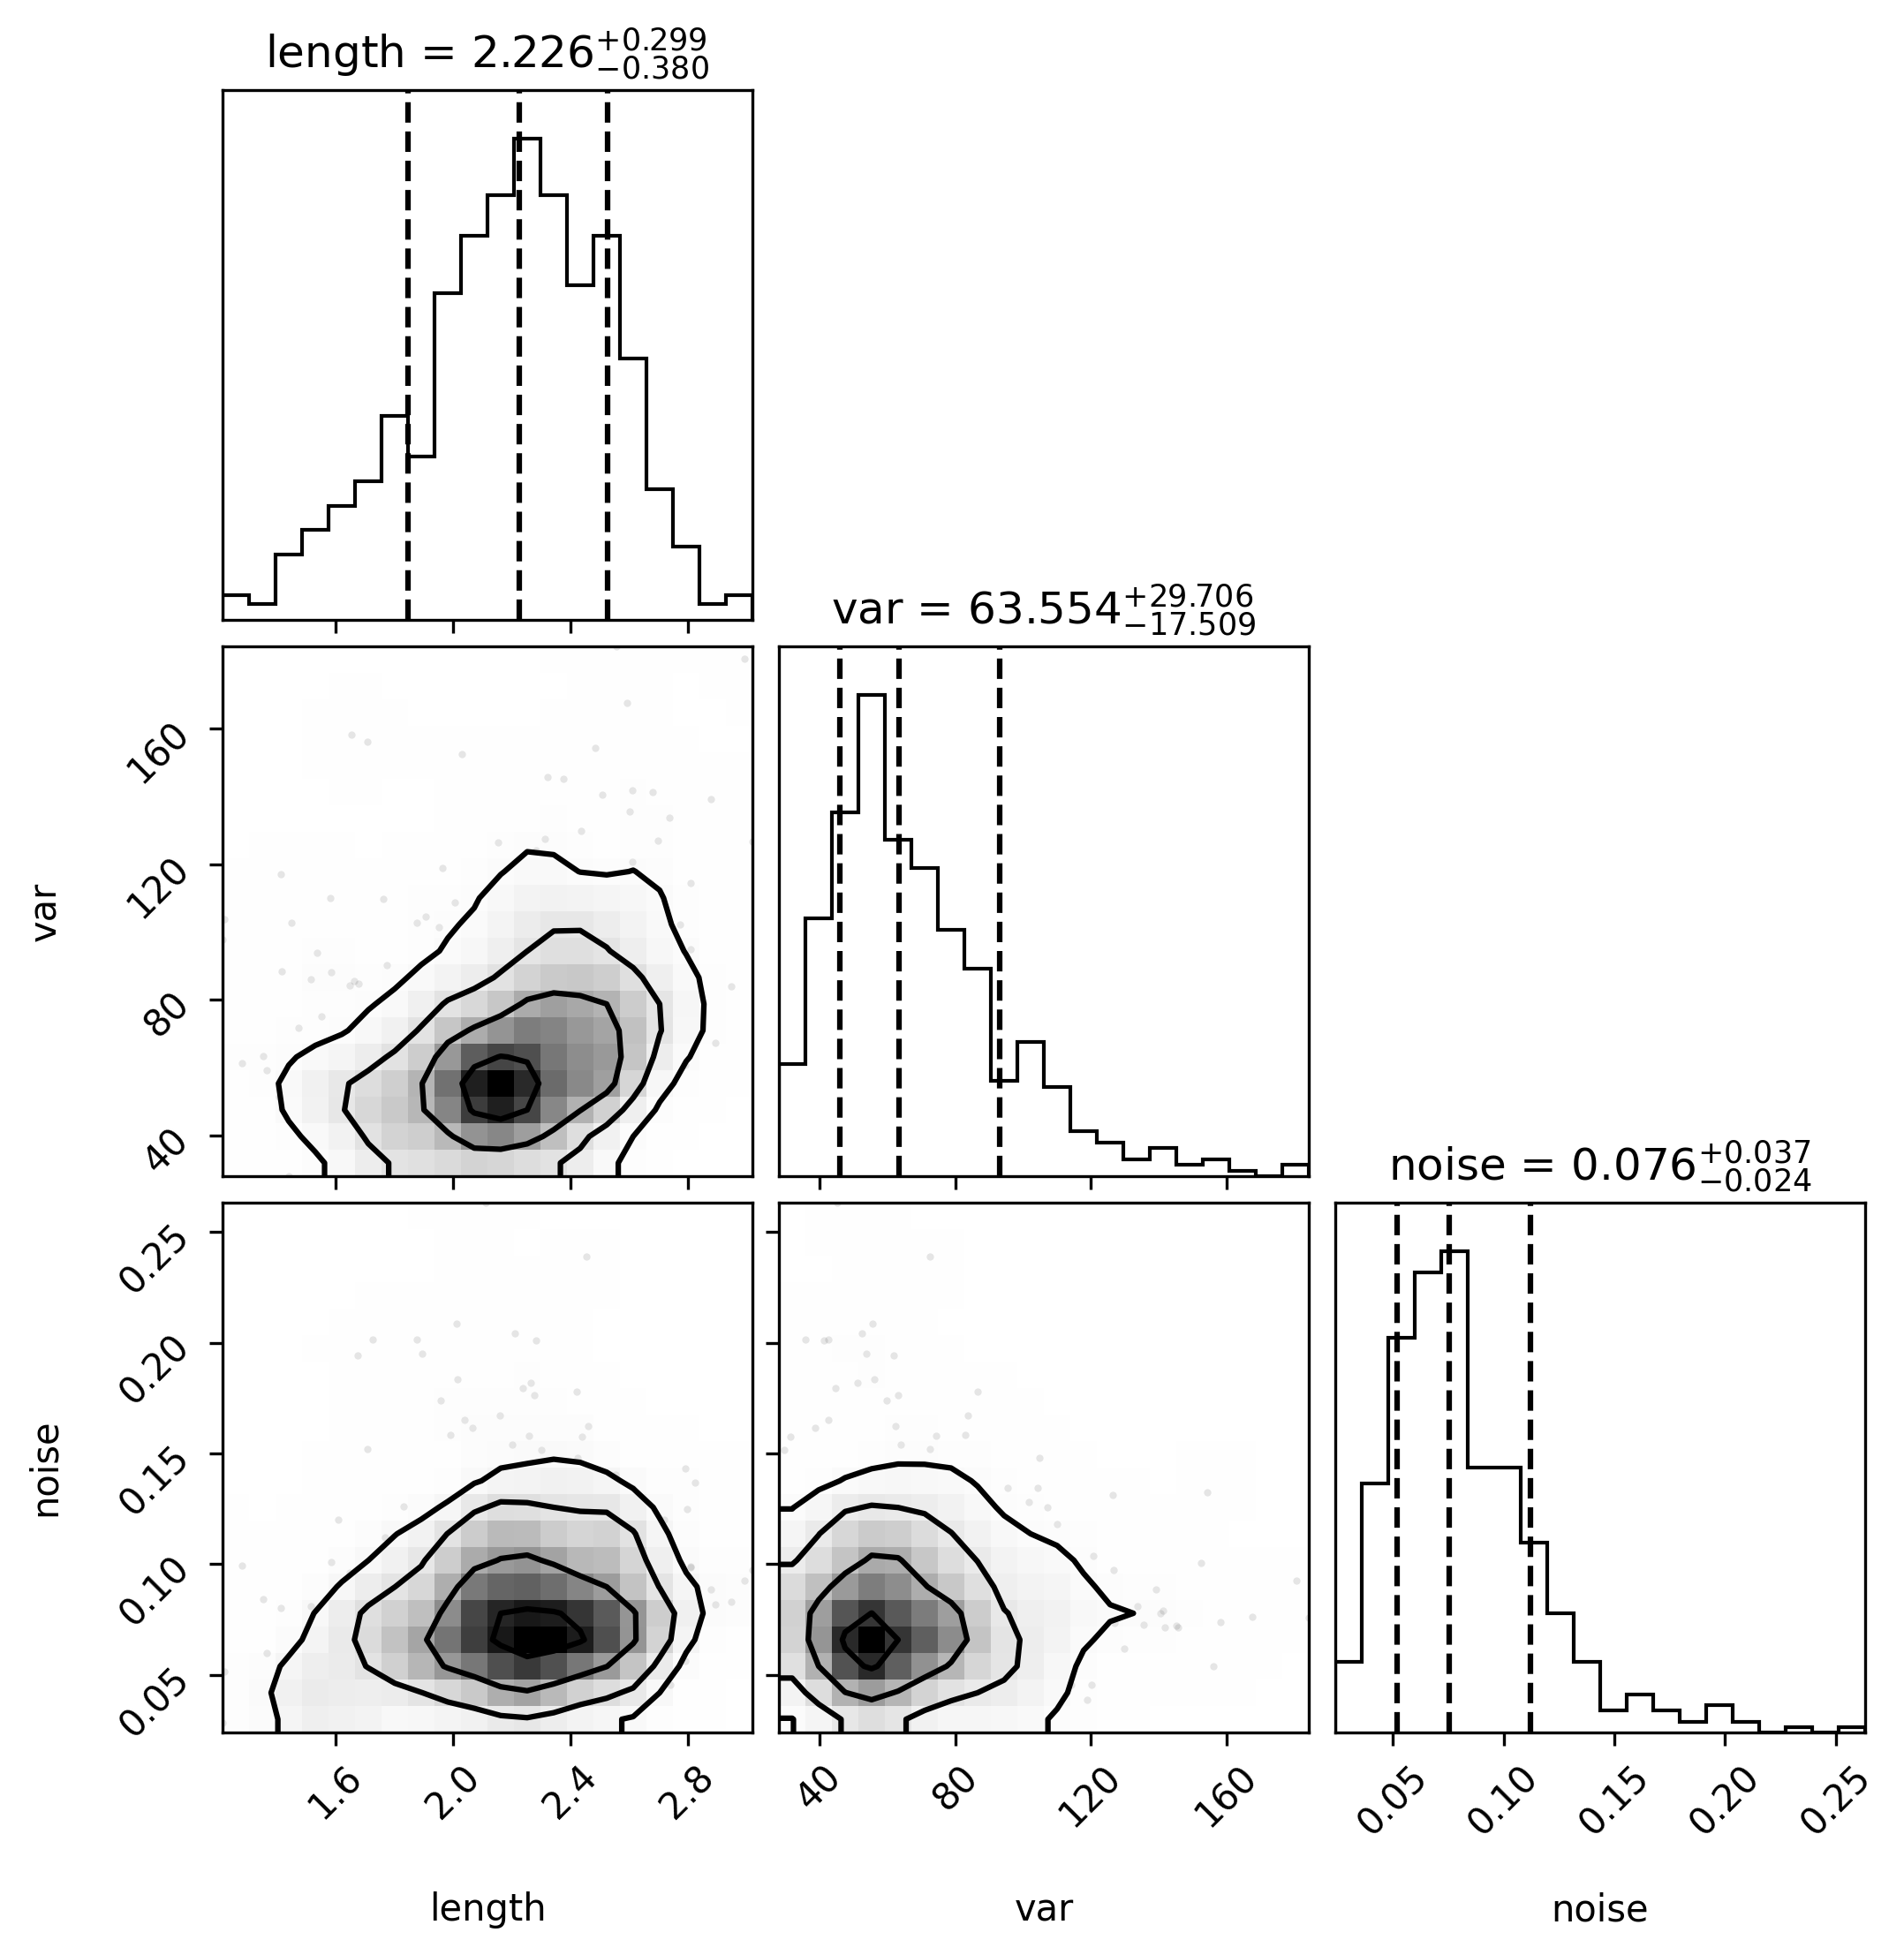 length = 2.226 +0.299 −0.380
var = 63.554 +29.706 −17.509
160
120
80
40
var
noise = 0.076 +0.037 −0.024
0.25
0.20
0.15
0.10
0.05
noise
1.6 2.0 2.4 2.8
40 80 120 160
0.05 0.10 0.15 0.20 0.25
length
var
noise